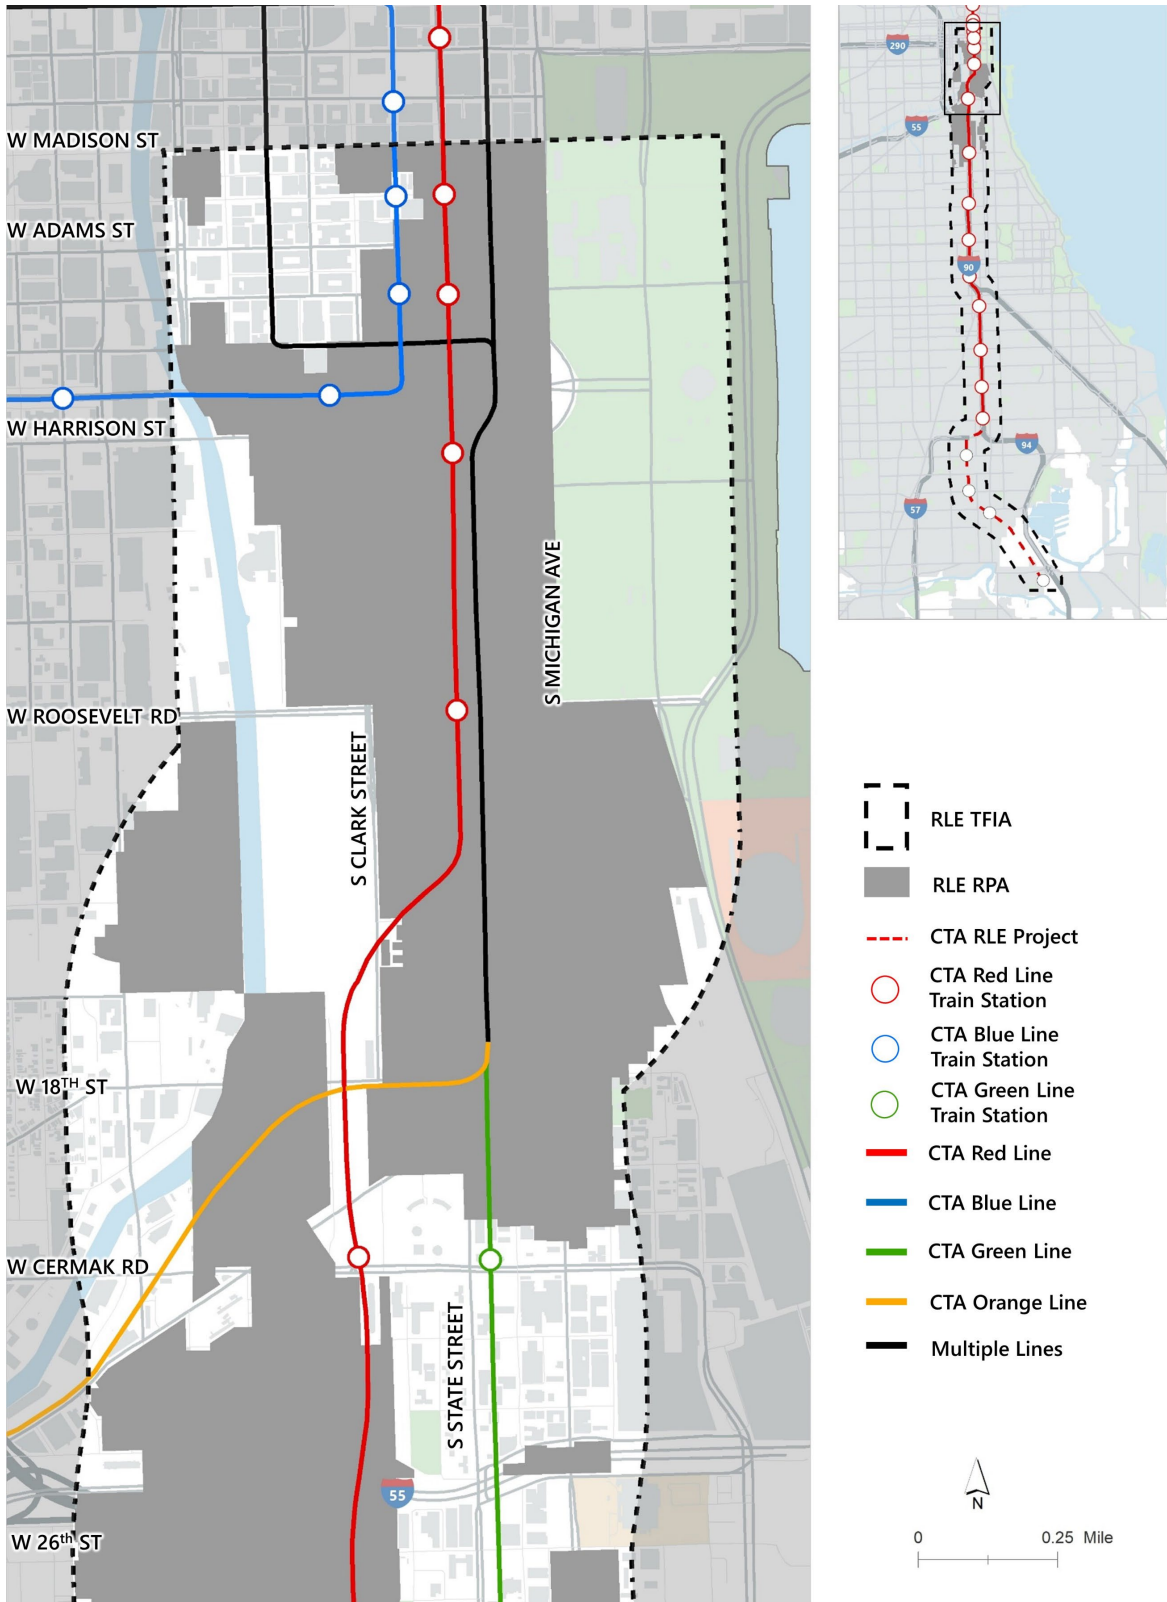 W MADISON ST
W ADAMS ST
W HARRISON ST
W ROOSEVELT RD
S MICHIGAN AVE
S CLARK STREET
W 18TH ST
W CERMAK RD
S STATE STREET
55
W 26th ST
290
55
90
94
57
RLE TFIA
RLE RPA
CTA RLE Project
CTA Red Line
Train Station
CTA Blue Line
Train Station
CTA Green Line
Train Station
CTA Red Line
CTA Blue Line
CTA Green Line
CTA Orange Line
Multiple Lines
N
0 0.25 Mile